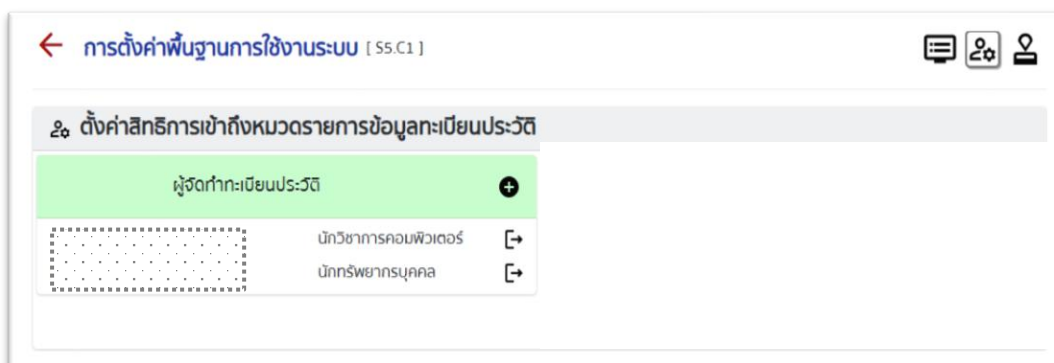 การตั้งค่าพื้นฐานการใช้งานระบบ [ S5.C1 ]
ตั้งค่าสิทธิการเข้าถึงหมวดรายการข้อมูลทะเบียนประวัติ
ผู้จัดทำทะเบียนประวัติ
นักวิชาการคอมพิวเตอร์
นักทรัพยากรบุคคล